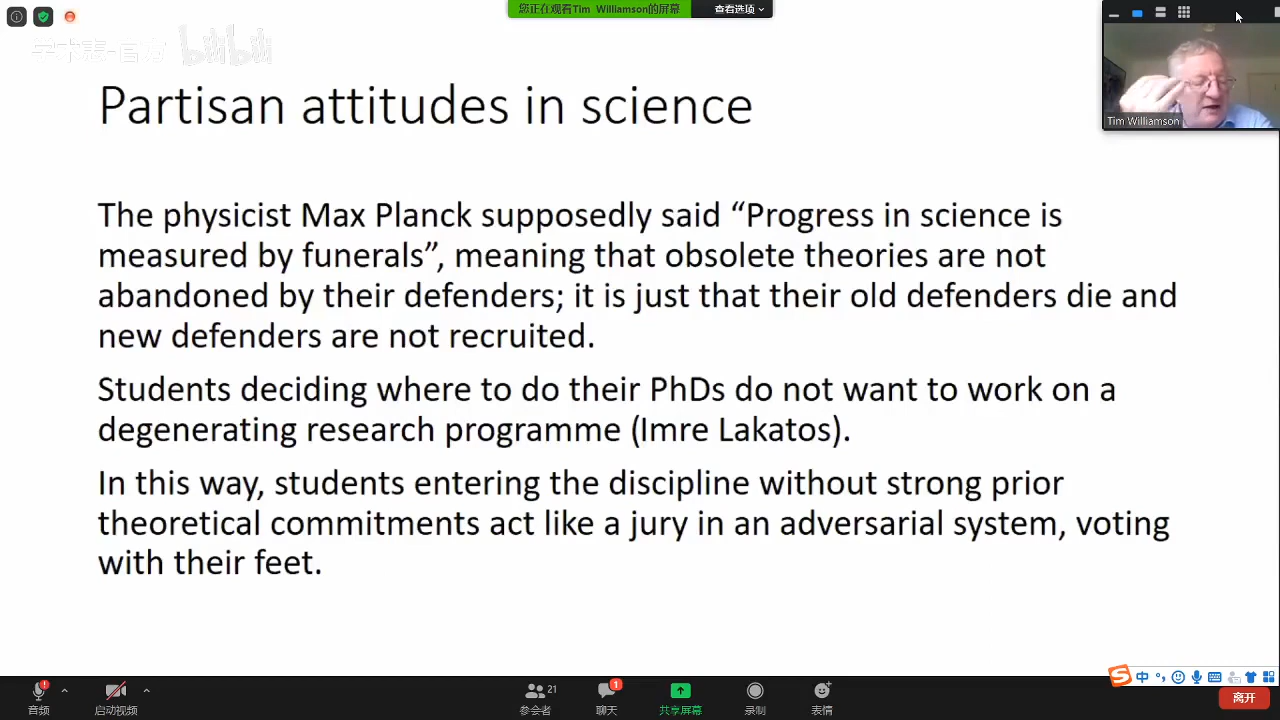 您正在观看Tim Williamson的屏幕 查看选项
bilibili
Partisan attitudes in science
Tim Williamson
The physicist Max Planck supposedly said “Progress in science is
measured by funerals”, meaning that obsolete theories are not
abandoned by their defenders; it is just that their old defenders die and
new defenders are not recruited.
Students deciding where to do their PhDs do not want to work on a
degenerating research programme (Imre Lakatos).
In this way, students entering the discipline without strong prior
theoretical commitments act like a jury in an adversarial system, voting
with their feet.
中
21
1
音频 启动视频 参会者 聊天 共享屏幕 录制 表情 离开